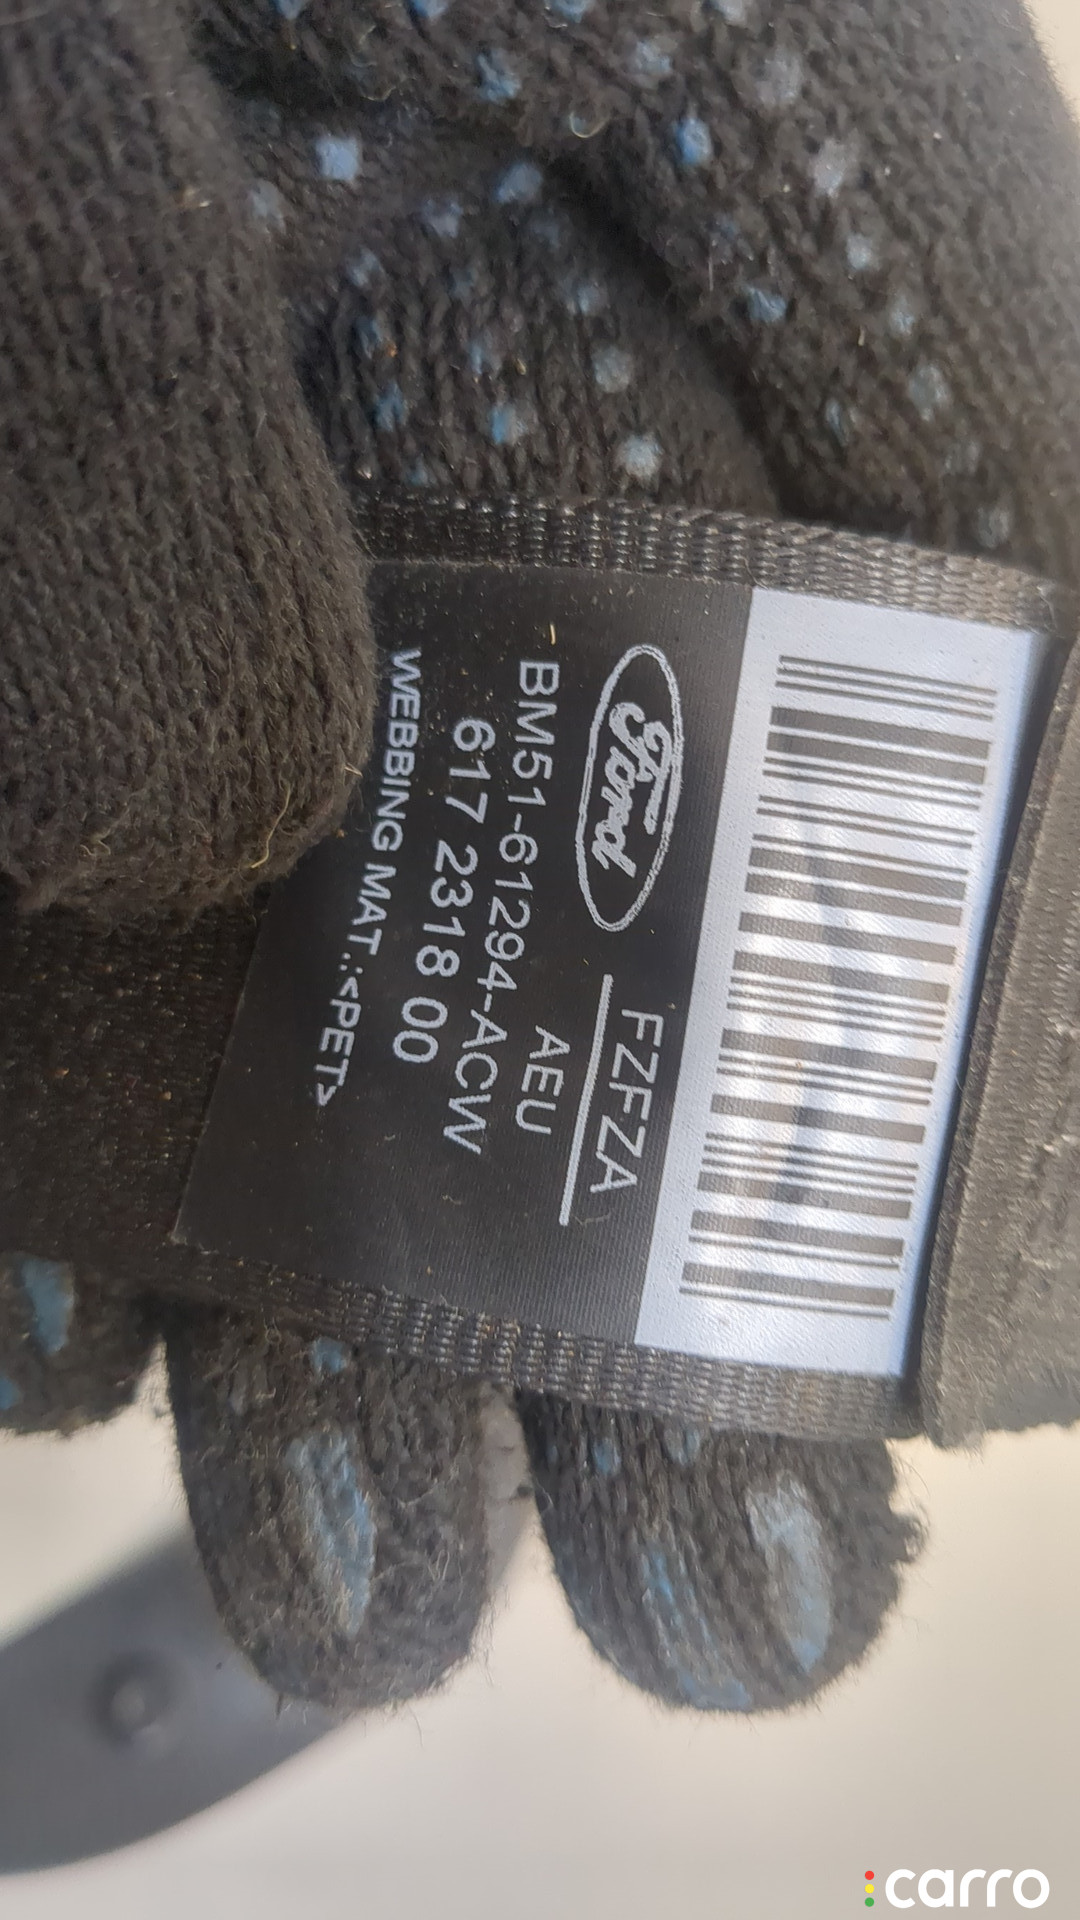 Ford FZFZA
BM51-61294-ACW AEU
617 2318 00
WEBBING MAT.:<PET>
carro